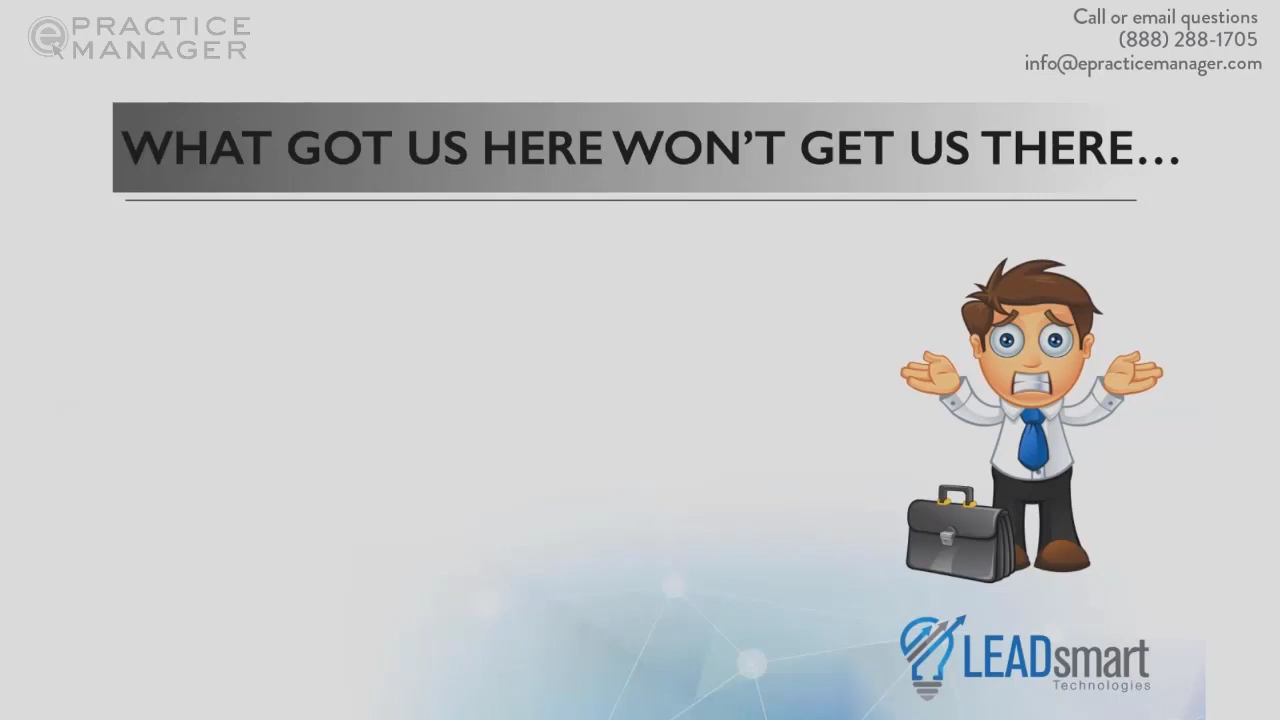 e PRACTICE
MANAGER
Call or email questions
(888) 288-1705
info@epracticemanager.com
WHAT GOT US HERE WON'T GET US THERE...
LEADsmart
Technologies